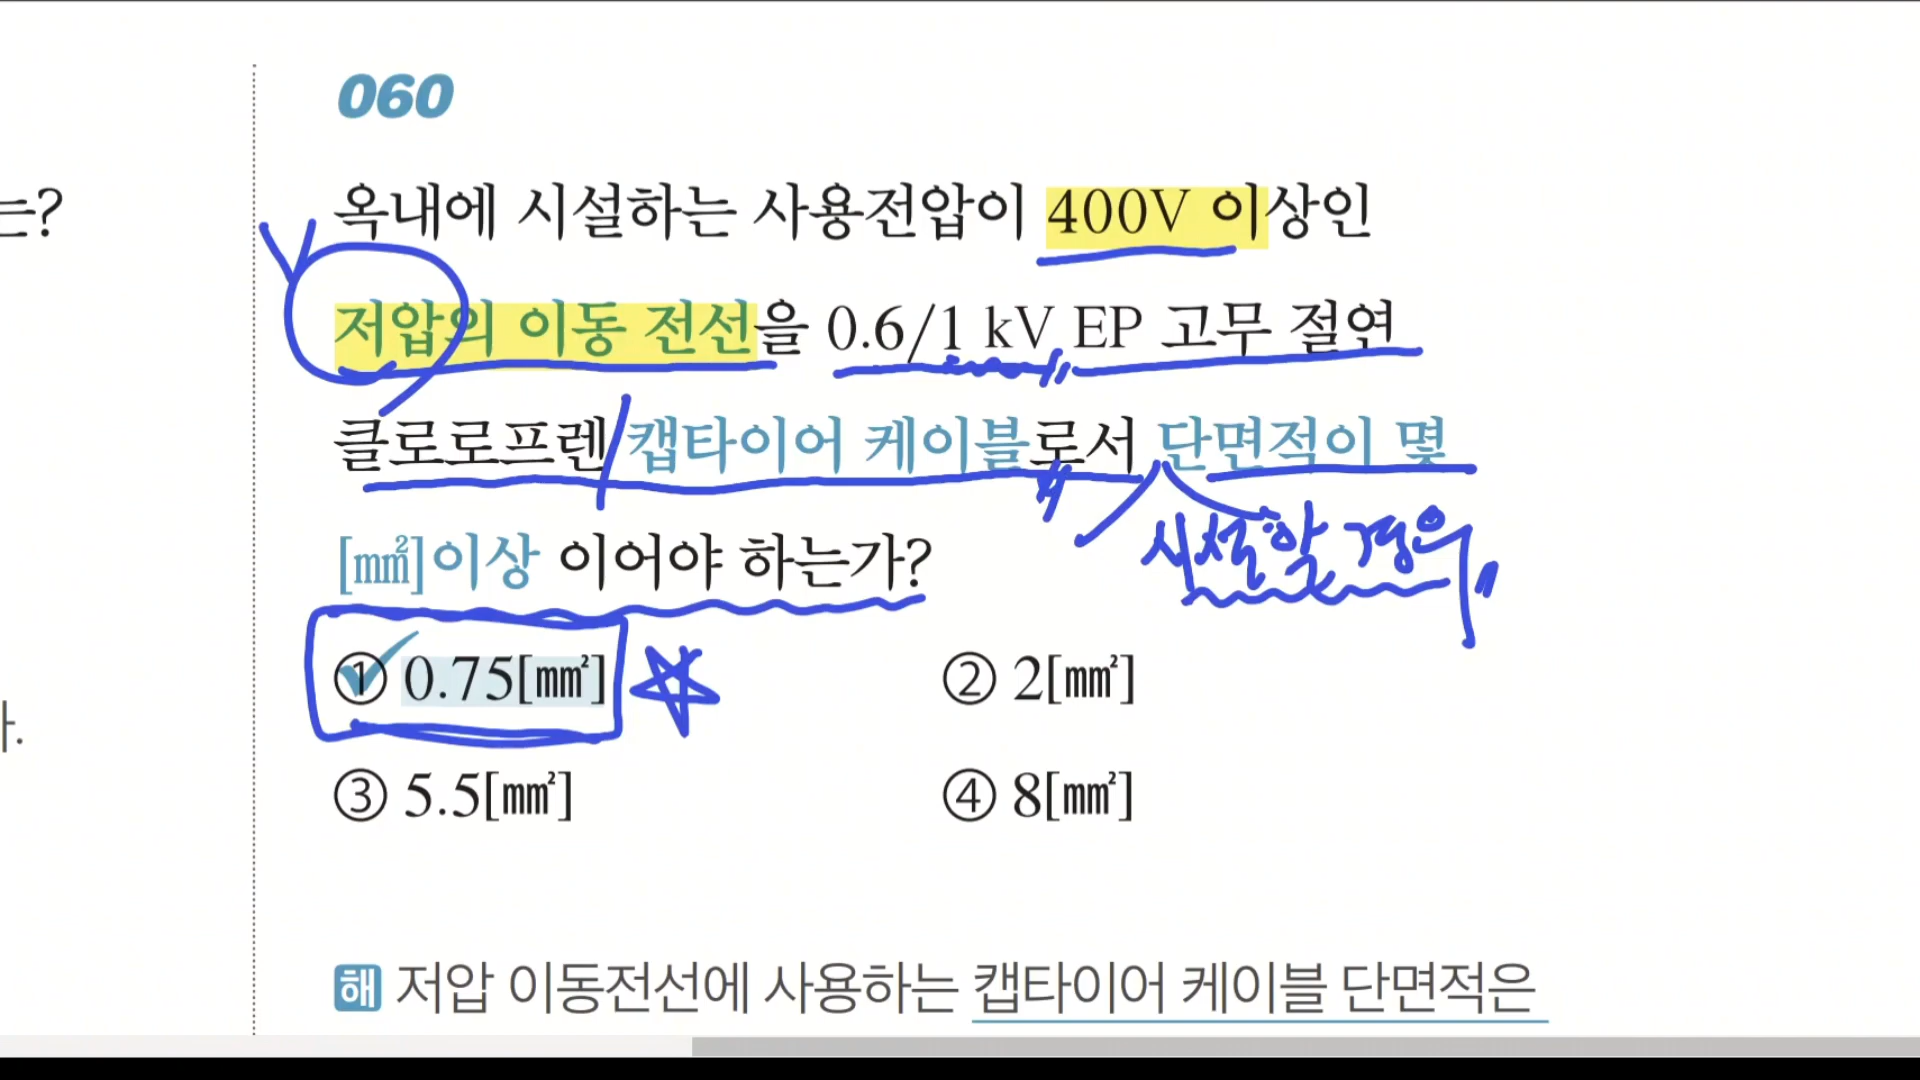 060
는?
옥내에 시설하는 사용전압이 400V 이상인
저압의 이동 전선을 0.6/1 kV EP 고무 절연
클로로프렌 캡타이어 케이블로서 단면적이 몇
시설할 경우
[㎟]이상 이어야 하는가?
① 0.75[㎟]
② 2[㎟]
③ 5.5[㎟]
④ 8[㎟]
해 저압 이동전선에 사용하는 캡타이어 케이블 단면적은